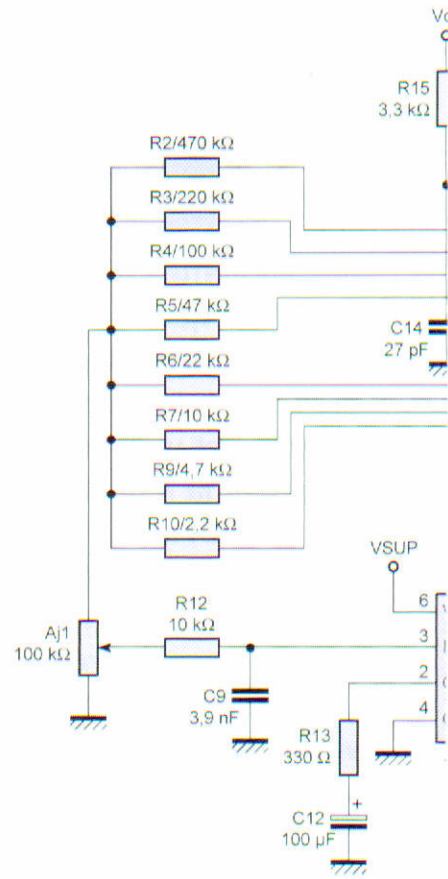 Vc
R15
3,3 kΩ
R2/470 kΩ
R3/220 kΩ
R4/100 kΩ
R5/47 kΩ
C14
27 pF
R6/22 kΩ
R7/10 kΩ
R9/4,7 kΩ
R10/2,2 kΩ
VSUP
R12
10 kΩ
6
Aj1
100 kΩ
3
2
C9
3,9 nF
4
R13
330 Ω
+
C12
100 µF